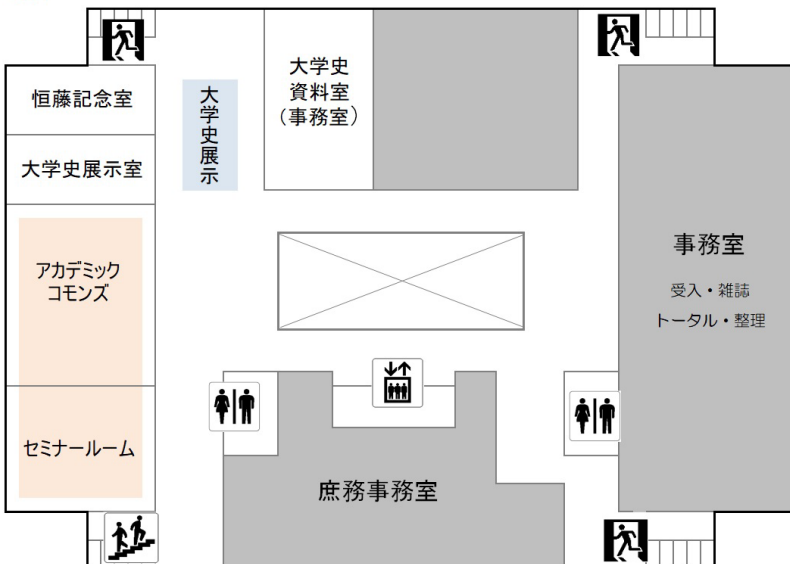 恒藤記念室
大学史展示室
アカデミック
コモンズ
セミナールーム
大学史展示
大学史
資料室
（事務室）
庶務事務室
事務室
受入・雑誌
トータル・整理